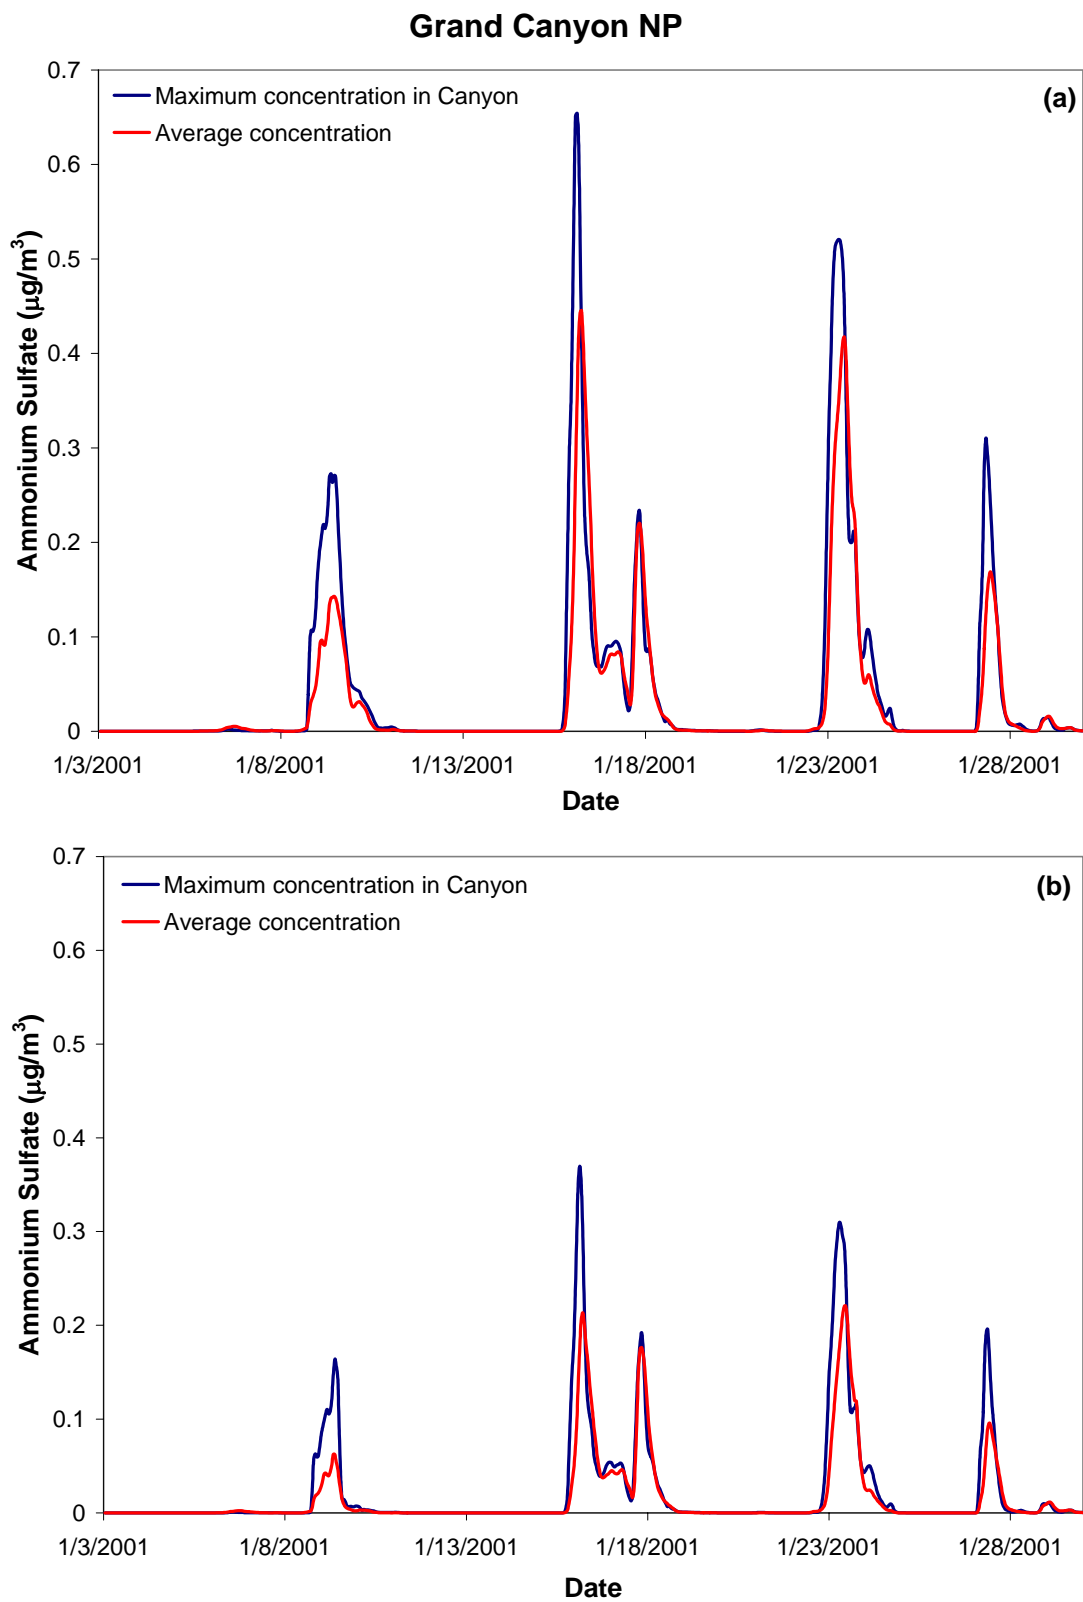 Grand Canyon NP
0.7
0.6
0.5
0.4
0.3
0.2
0.1
0
Ammonium Sulfate (μg/m³)
Maximum concentration in Canyon
Average concentration
(a)
1/3/2001 1/8/2001 1/13/2001 1/18/2001 1/23/2001 1/28/2001
Date
0.7
0.6
0.5
0.4
0.3
0.2
0.1
0
Ammonium Sulfate (μg/m³)
Maximum concentration in Canyon
Average concentration
(b)
1/3/2001 1/8/2001 1/13/2001 1/18/2001 1/23/2001 1/28/2001
Date